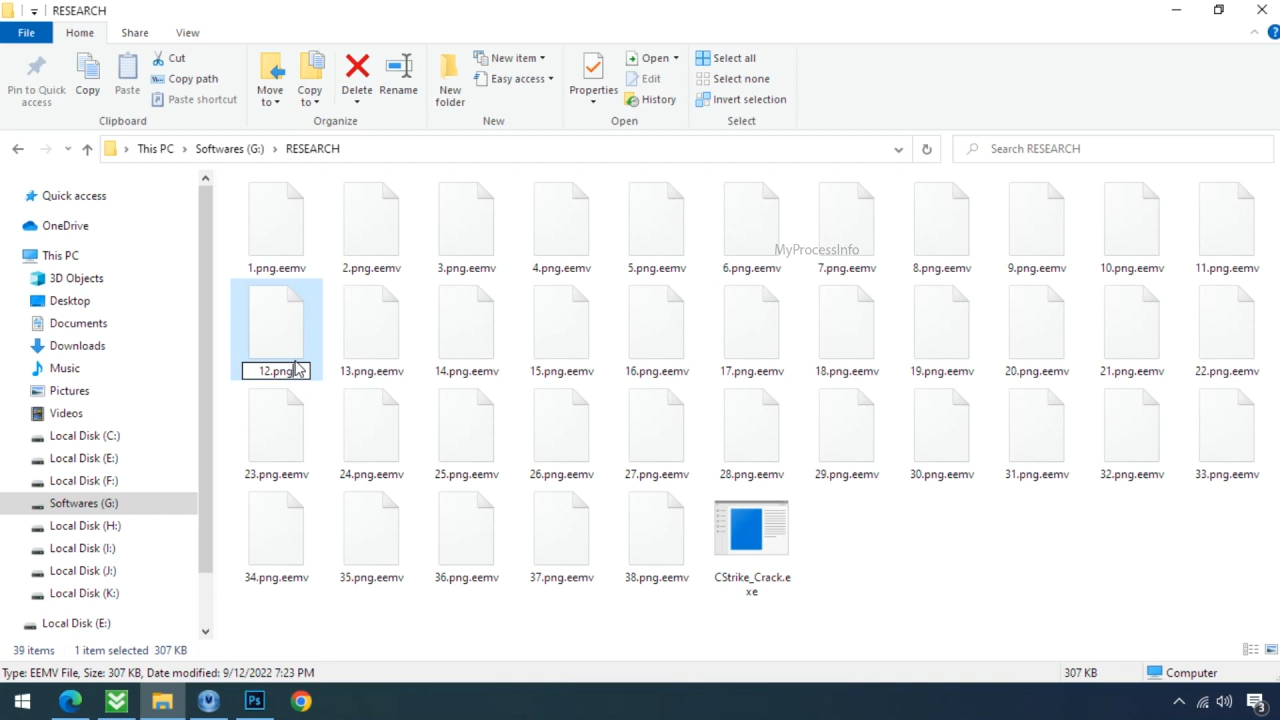 RESEARCH
File Home Share View
Pin to Quick access
Copy
Paste
Cut
Copy path
Paste shortcut
Clipboard
Move to
Copy to
Delete
Rename
Organize
New folder
New item
Easy access
New
Properties
Open
Edit
History
Open
Select all
Select none
Invert selection
Select
This PC Softwares (G:) RESEARCH
Search RESEARCH
Quick access
OneDrive
This PC
3D Objects
Desktop
Documents
Downloads
Music
Pictures
Videos
Local Disk (C:)
Local Disk (E:)
Local Disk (F:)
Softwares (G:)
Local Disk (H:)
Local Disk (I:)
Local Disk (J:)
Local Disk (K:)
Local Disk (E:)
MyProcessInfo
1.png.eemv 2.png.eemv 3.png.eemv 4.png.eemv 5.png.eemv 6.png.eemv 7.png.eemv 8.png.eemv 9.png.eemv 10.png.eemv 11.png.eemv
12.png 13.png.eemv 14.png.eemv 15.png.eemv 16.png.eemv 17.png.eemv 18.png.eemv 19.png.eemv 20.png.eemv 21.png.eemv 22.png.eemv
23.png.eemv 24.png.eemv 25.png.eemv 26.png.eemv 27.png.eemv 28.png.eemv 29.png.eemv 30.png.eemv 31.png.eemv 32.png.eemv 33.png.eemv
34.png.eemv 35.png.eemv 36.png.eemv 37.png.eemv 38.png.eemv CStrike_Crack.e
xe
39 items 1 item selected 307 KB
Type: EEMV File, Size: 307 KB, Date modified: 9/12/2022 7:23 PM 307 KB Computer
Ps
3